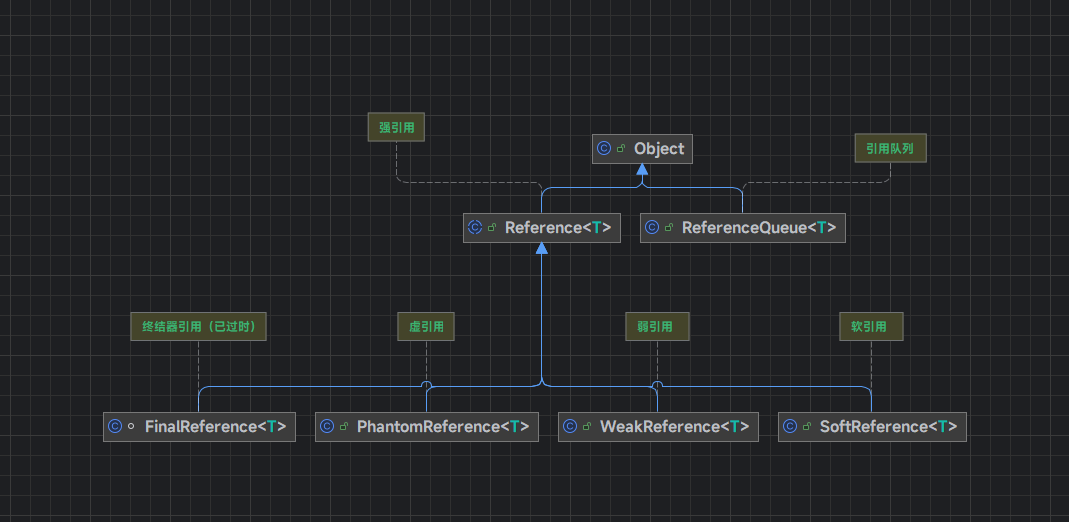 强引用
Object
引用队列
Reference<T>
ReferenceQueue<T>
终结器引用（已过时）
虚引用
弱引用
软引用
FinalReference<T>
PhantomReference<T>
WeakReference<T>
SoftReference<T>